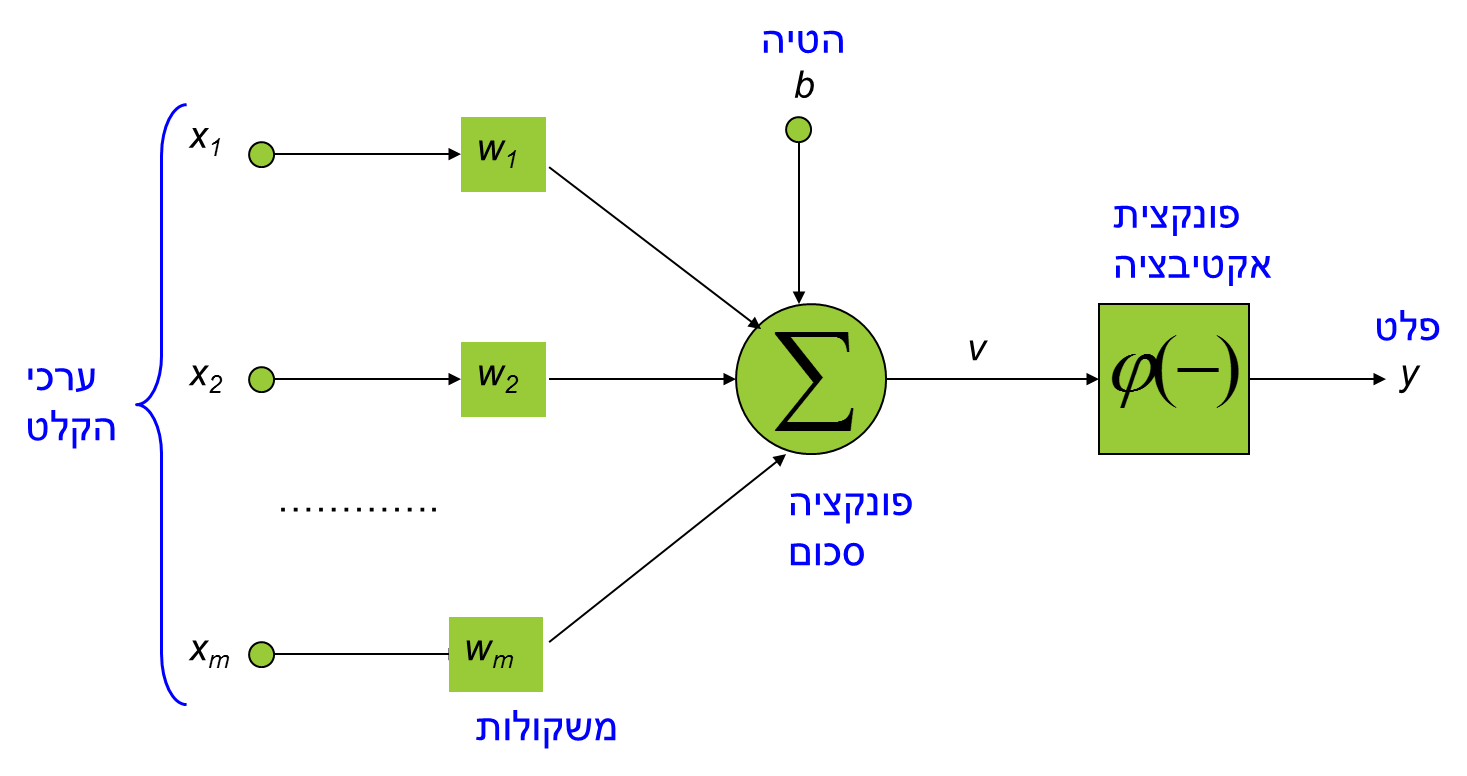 הטיה
b
x1
w1
פונקצית
אקטיבציה
ערכי
הקלט
x2
w2
∑
v
φ(−)
פלט
y
.............
פונקציה
סכום
xm
wm
משקולות